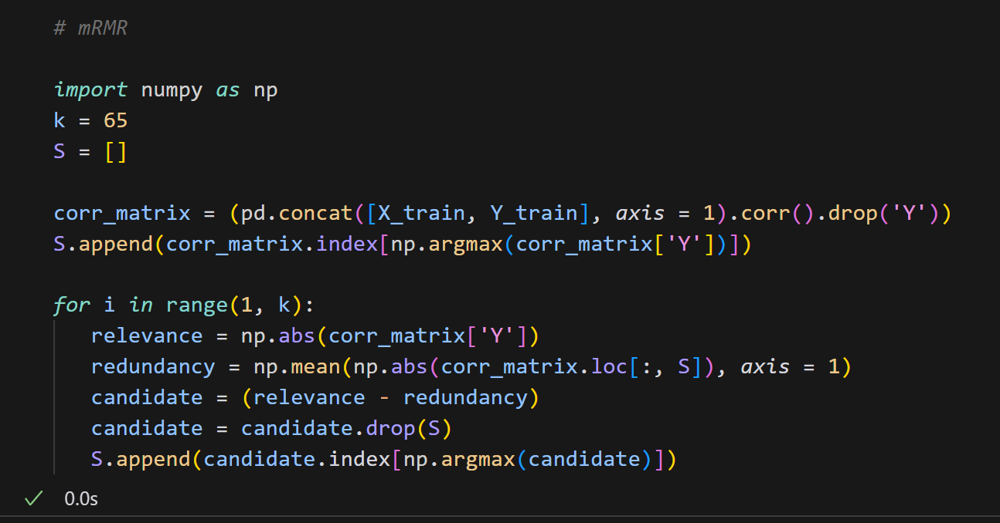 # mRMR
import numpy as np
k = 65
S = []
corr_matrix = (pd.concat([X_train, Y_train], axis = 1).corr().drop('Y'))
S.append(corr_matrix.index[np.argmax(corr_matrix['Y'])])
for i in range(1, k):
relevance = np.abs(corr_matrix['Y'])
redundancy = np.mean(np.abs(corr_matrix.loc[:, S]), axis = 1)
candidate = (relevance - redundancy)
candidate = candidate.drop(S)
S.append(candidate.index[np.argmax(candidate)])
0.0s